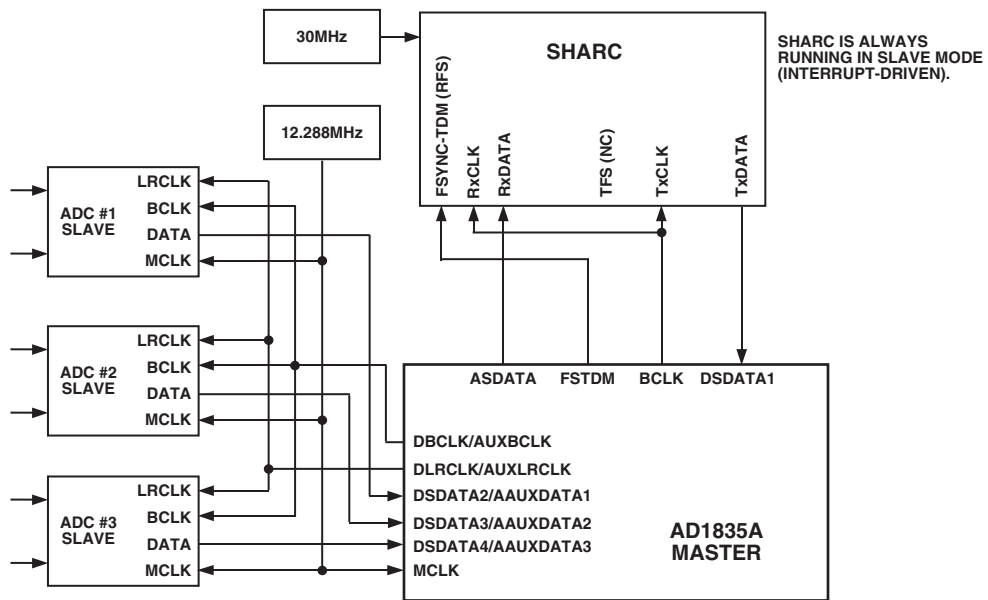 30MHz
SHARC
SHARC IS ALWAYS
RUNNING IN SLAVE MODE
(INTERRUPT-DRIVEN).
12.288MHz
FSYNC-TDM (RFS)
RxCLK
RxDATA
TFS (NC)
TxCLK
TxDATA
ADC #1
SLAVE
LRCLK
BCLK
DATA
MCLK
ADC #2
SLAVE
LRCLK
BCLK
DATA
MCLK
ADC #3
SLAVE
LRCLK
BCLK
DATA
MCLK
ASDATA
FSTDM
BCLK
DSDATA1
DBCLK/AUXBCLK
DLRCLK/AUXLRCLK
DSDATA2/AAUXDATA1
DSDATA3/AAUXDATA2
DSDATA4/AAUXDATA3
MCLK
AD1835A
MASTER